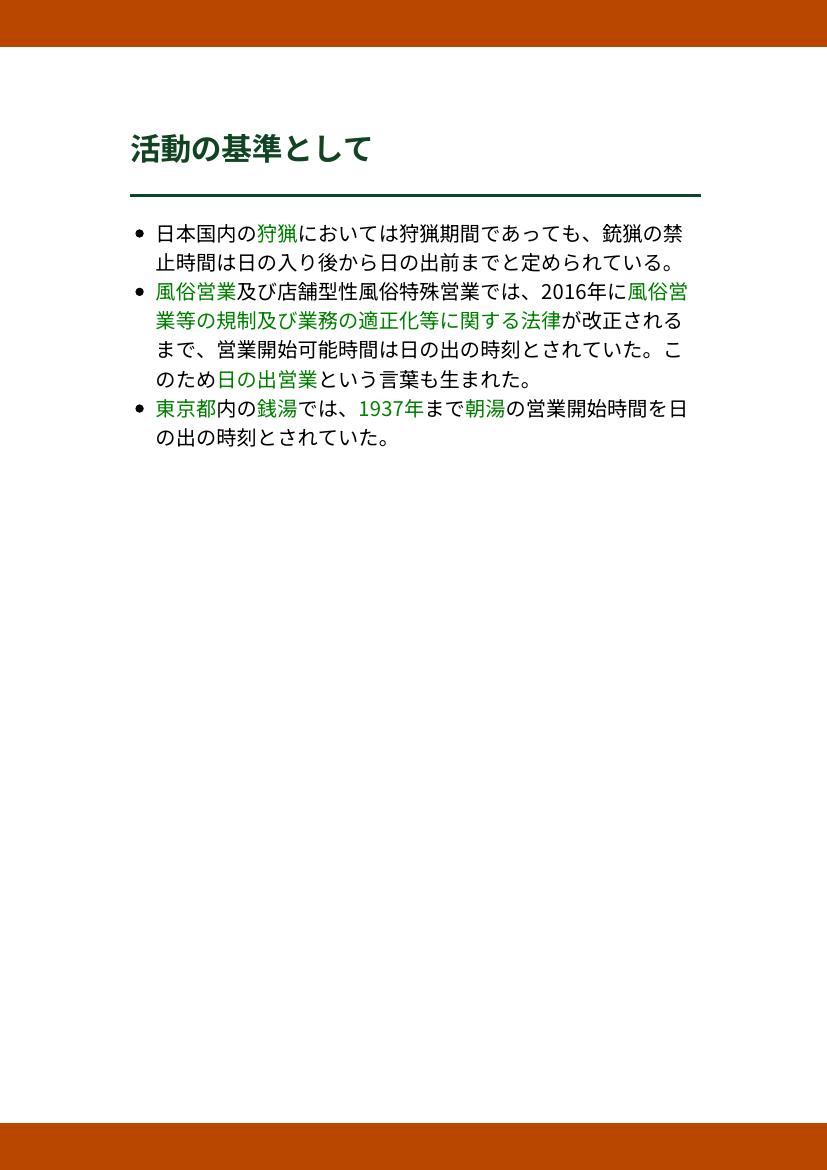 活動の基準として
• 日本国内の狩猟においては狩猟期間であっても、銃猟の禁
止時間は日の入り後から日の出前までと定められている。
• 風俗営業及び店舗型性風俗特殊営業では、2016年に風俗営
業等の規制及び業務の適正化等に関する法律が改正される
まで、営業開始可能時間は日の出の時刻とされていた。こ
のため日の出営業という言葉も生まれた。
• 東京都内の銭湯では、1937年まで朝湯の営業開始時間を日
の出の時刻とされていた。